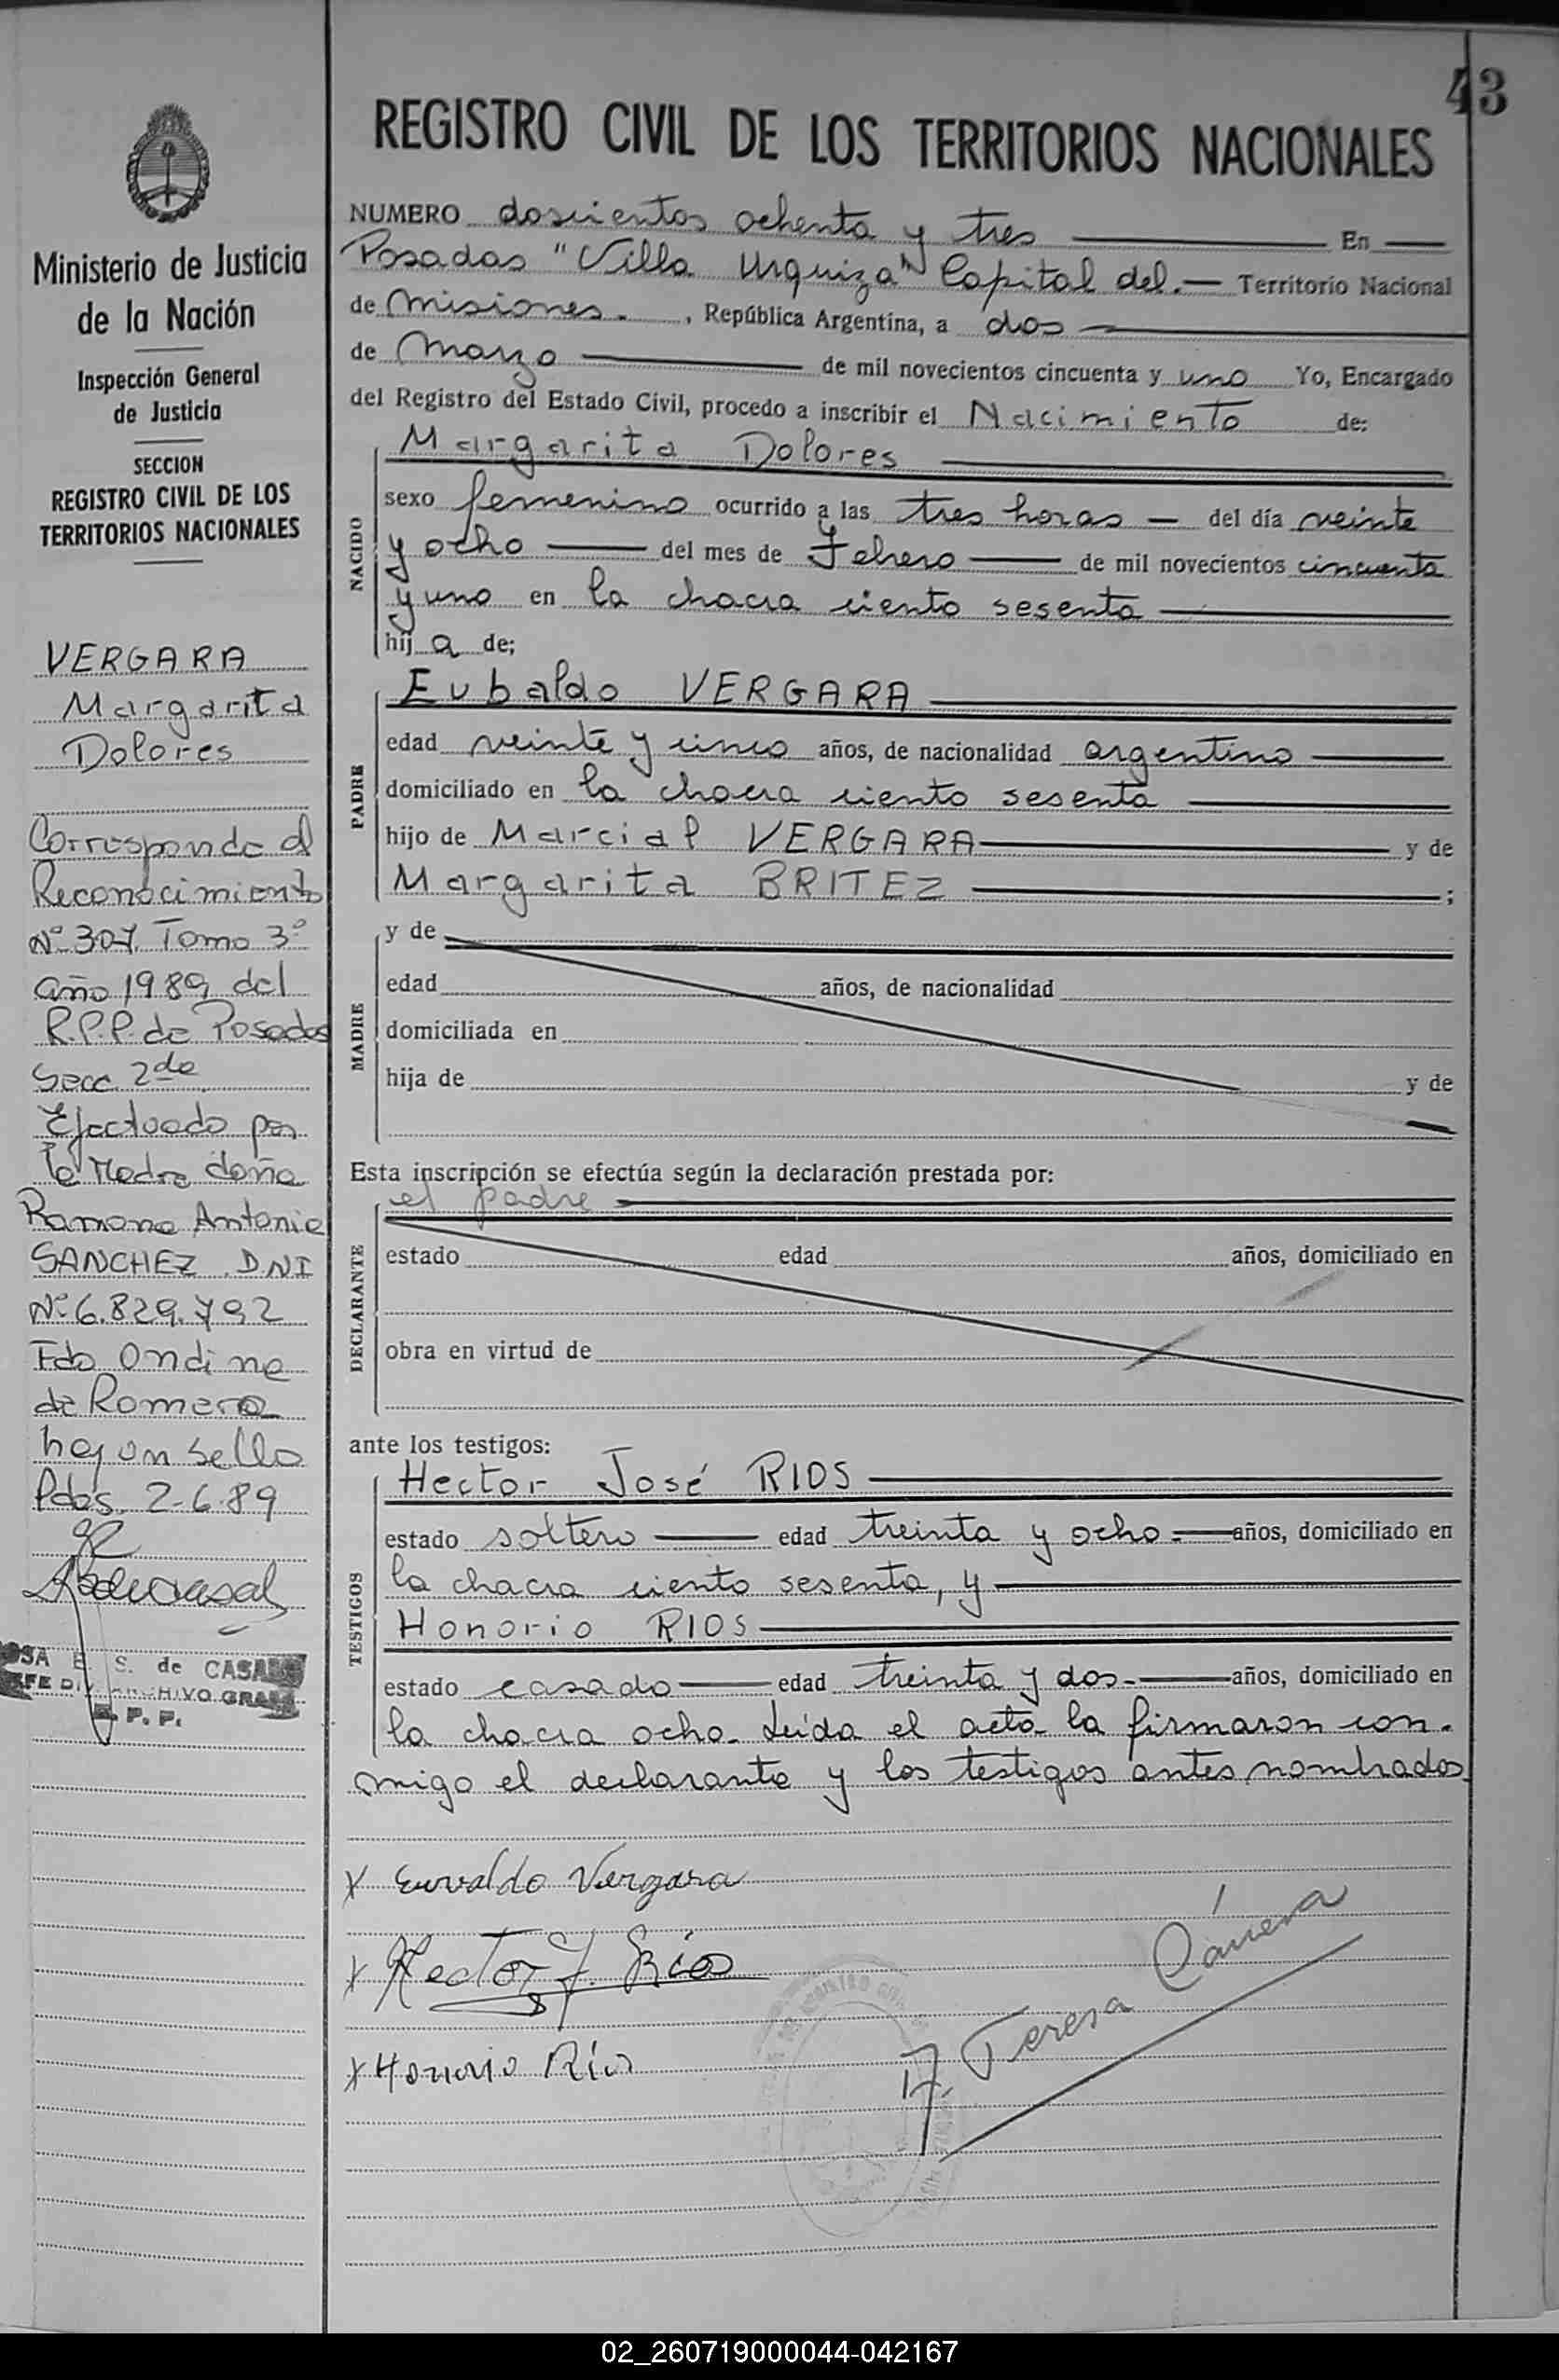 43
REGISTRO CIVIL DE LOS TERRITORIOS NACIONALES
Ministerio de Justicia
de la Nación
Inspección General
de Justicia
SECCION
REGISTRO CIVIL DE LOS
TERRITORIOS NACIONALES
VERGARA
Margarita
Dolores
Corresponde al
Reconocimiento
Nº 307 Tomo 3º
año 1989 del
R.P.P. de Posadas
Secc 2da
Efectuado por
la Madre doña
Ramona Antonia
SANCHEZ. DNI
Nº 6.829.792
Fdo Ondina
de Romero
hay un sello
Pdas. 2-6-89
S. de CASAL
ARCHIVO GRAL
P. P.
NUMERO doscientos ochenta y tres En
Posadas "Villa Urquiza" Capital del.— Territorio Nacional
de Misiones. , República Argentina, a dos
de Marzo de mil novecientos cincuenta y uno Yo, Encargado
del Registro del Estado Civil, procedo a inscribir el Nacimiento de:
NACIDO
Margarita Dolores
sexo femenino ocurrido a las tres horas — del día veinte
y ocho del mes de Febrero de mil novecientos cincuenta
y uno en la chacra ciento sesenta
hij a de;
PADRE
Eubaldo VERGARA
edad veinte y cinco años, de nacionalidad argentino
domiciliado en la chacra ciento sesenta
hijo de Marcial VERGARA y de
Margarita BRITEZ ;
MADRE
y de
edad años, de nacionalidad
domiciliada en
hija de y de
Esta inscripción se efectúa según la declaración prestada por:
DECLARANTE
el padre
estado edad años, domiciliado en
obra en virtud de
ante los testigos:
TESTIGOS
Hector José RIOS
estado soltero edad treinta y ocho años, domiciliado en
la chacra ciento sesenta, y
Honorio RIOS
estado casado edad treinta y dos.- años, domiciliado en
la chacra ocho. Leída el acta la firmaron con-
migo el declarante y los testigos antes nombrados
x Euvaldo Vergara
x Hector J. Ríos
x Honorio Ríos
Teresa
02_260719000044-042167